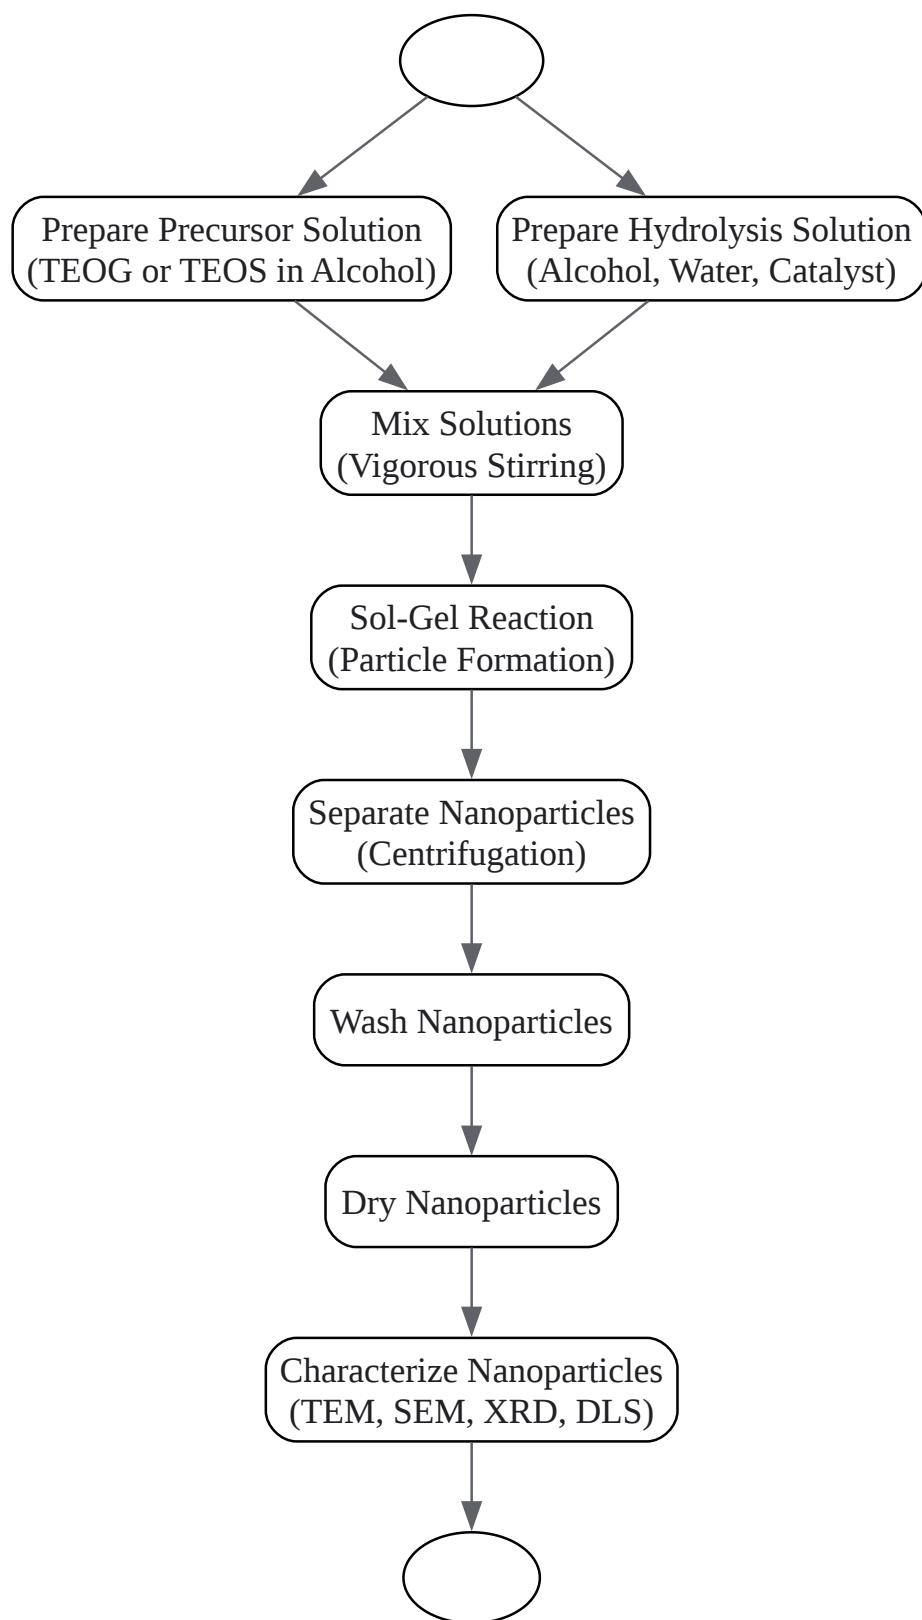 Prepare Precursor Solution
(TEOG or TEOS in Alcohol)
Prepare Hydrolysis Solution
(Alcohol, Water, Catalyst)
Mix Solutions
(Vigorous Stirring)
Sol-Gel Reaction
(Particle Formation)
Separate Nanoparticles
(Centrifugation)
Wash Nanoparticles
Dry Nanoparticles
Characterize Nanoparticles
(TEM, SEM, XRD, DLS)